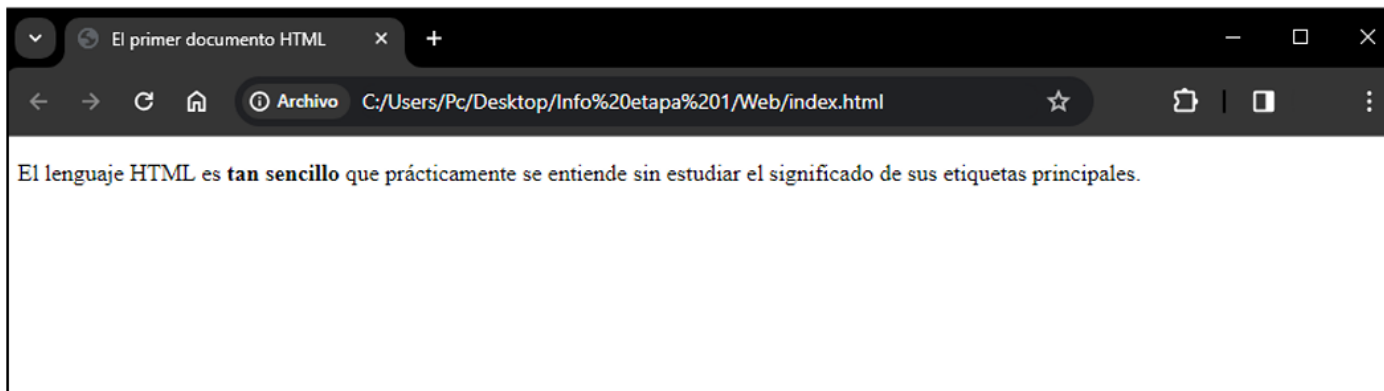 El primer documento HTML
Archivo C:/Users/Pc/Desktop/Info%20etapa%201/Web/index.html
El lenguaje HTML es tan sencillo que prácticamente se entiende sin estudiar el significado de sus etiquetas principales.